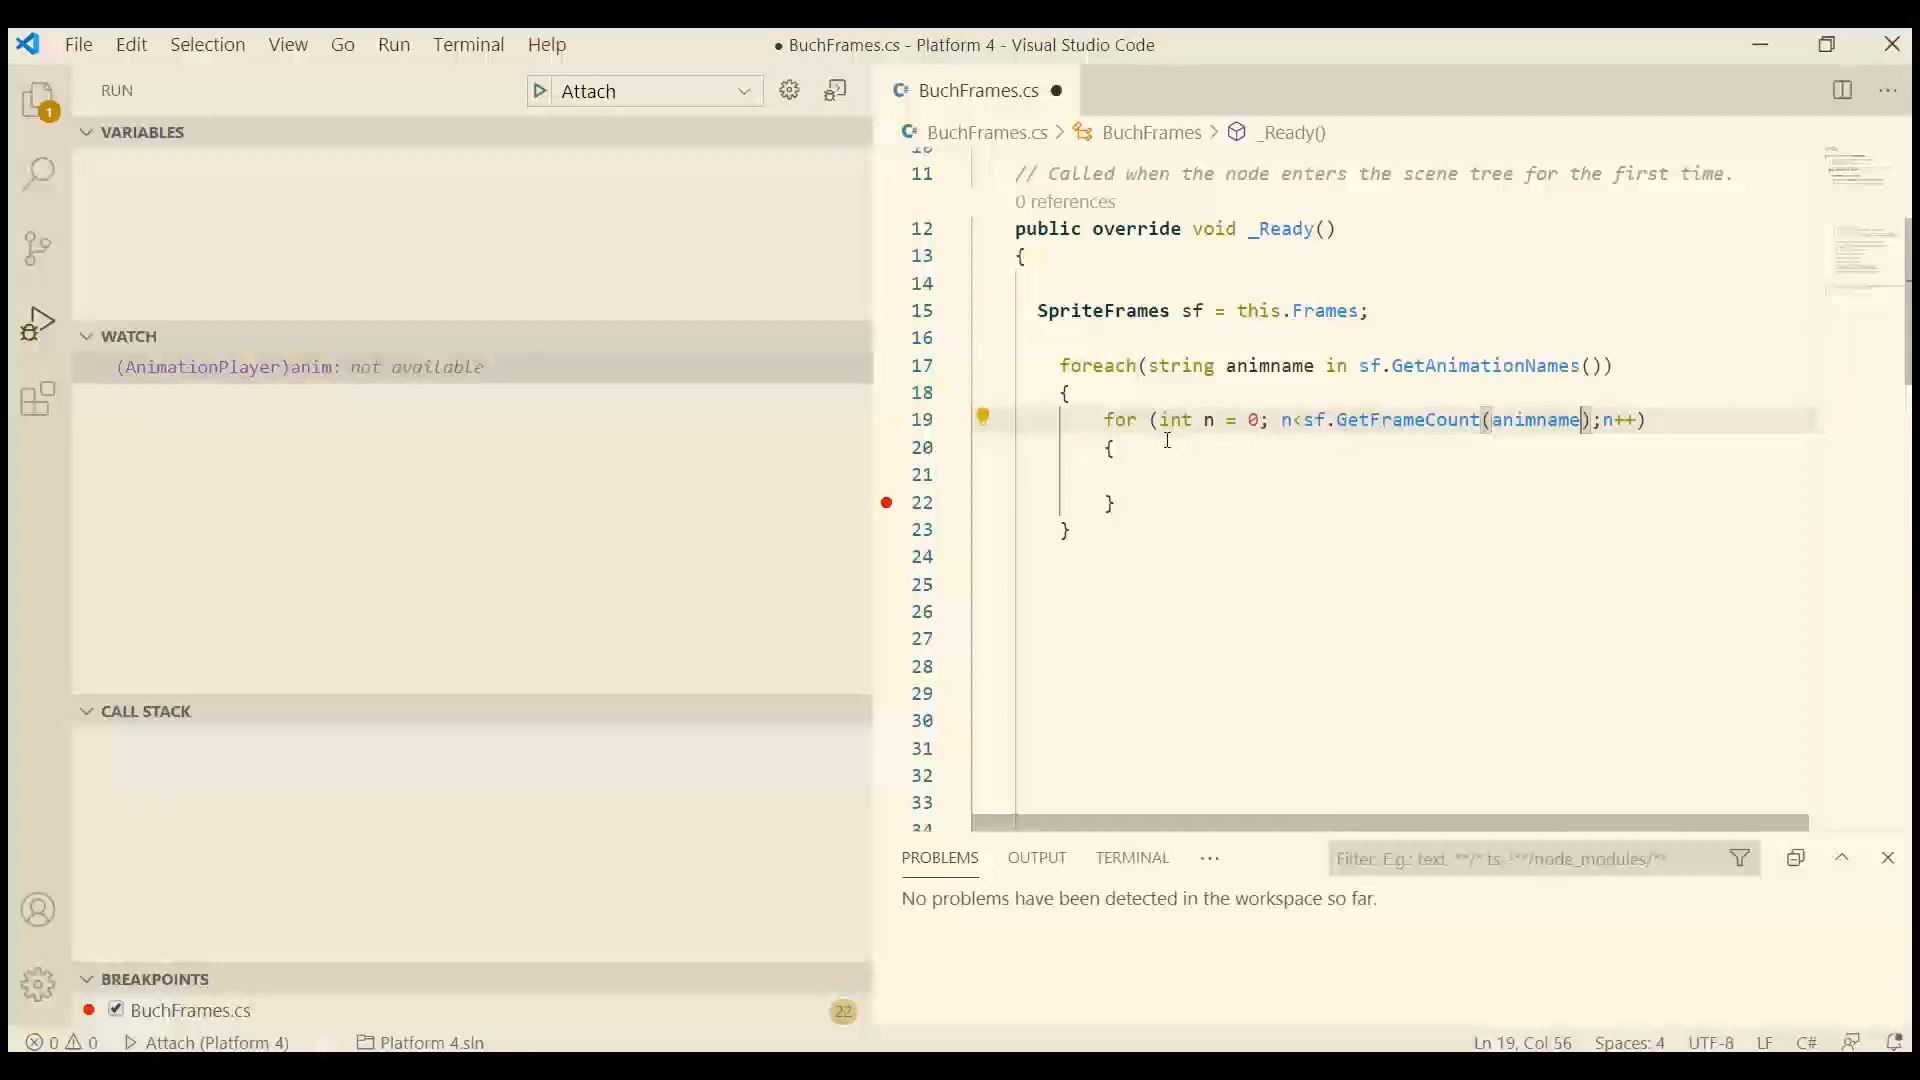 File Edit Selection View Go Run Terminal Help
● BuchFrames.cs - Platform 4 - Visual Studio Code
1
RUN
Attach
BuchFrames.cs ●
VARIABLES
BuchFrames.cs > BuchFrames > _Ready()
11 // Called when the node enters the scene tree for the first time.
0 references
12 public override void _Ready()
13 {
14
15 SpriteFrames sf = this.Frames;
16
17 foreach(string animname in sf.GetAnimationNames())
18 {
19 for (int n = 0; n<sf.GetFrameCount(animname);n++)
20 {
21
22 }
23 }
24
25
26
27
28
29
30
31
32
33
34
WATCH
(AnimationPlayer)anim: not available
CALL STACK
BREAKPOINTS
BuchFrames.cs 22
PROBLEMS OUTPUT TERMINAL ···
Filter. E.g.: text, **/*.ts, !**/node_modules/**
No problems have been detected in the workspace so far.
0 0 Attach (Platform 4) Platform 4.sln
Ln 19, Col 56 Spaces: 4 UTF-8 LF C#